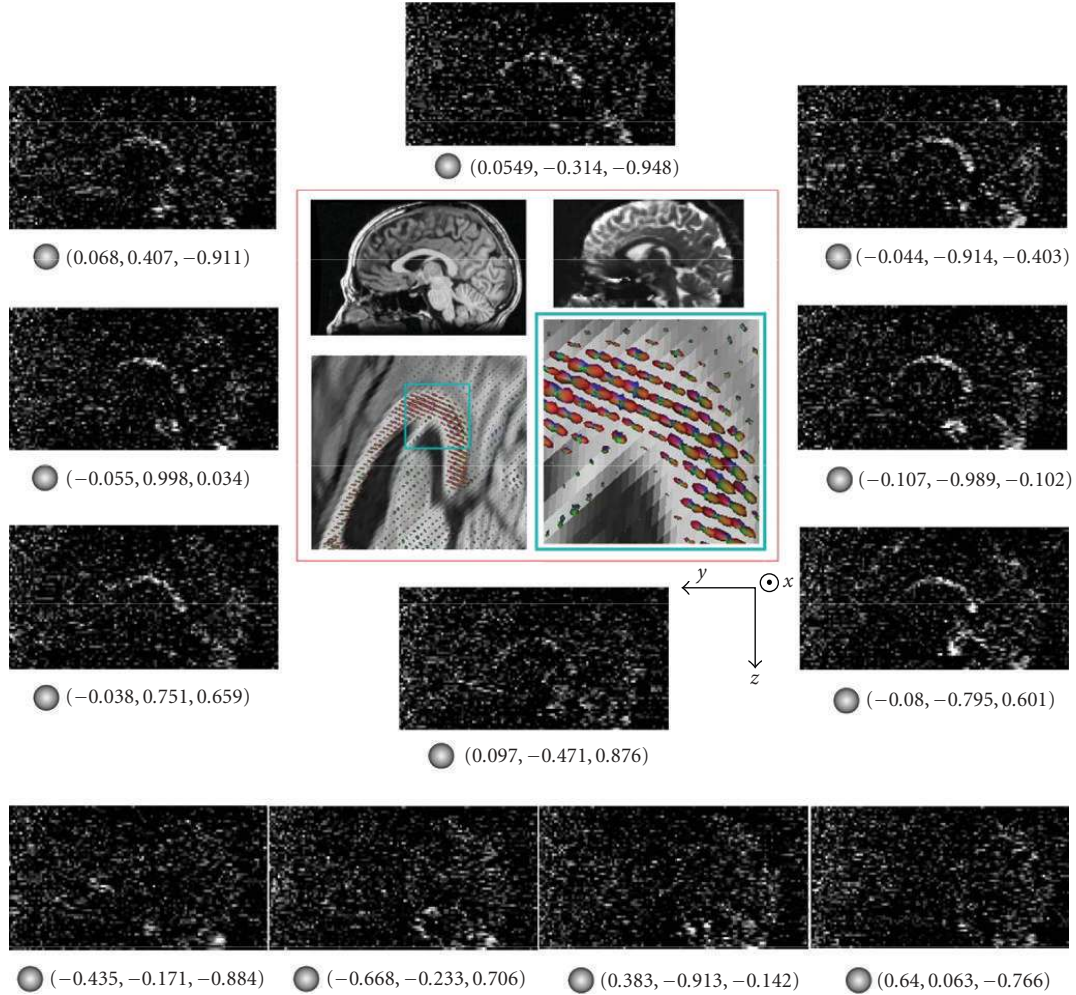 (0.0549, −0.314, −0.948)
(0.068, 0.407, −0.911)
(−0.044, −0.914, −0.403)
(−0.055, 0.998, 0.034)
(−0.107, −0.989, −0.102)
y
x
z
(−0.038, 0.751, 0.659)
(−0.08, −0.795, 0.601)
(0.097, −0.471, 0.876)
(−0.435, −0.171, −0.884)
(−0.668, −0.233, 0.706)
(0.383, −0.913, −0.142)
(0.64, 0.063, −0.766)